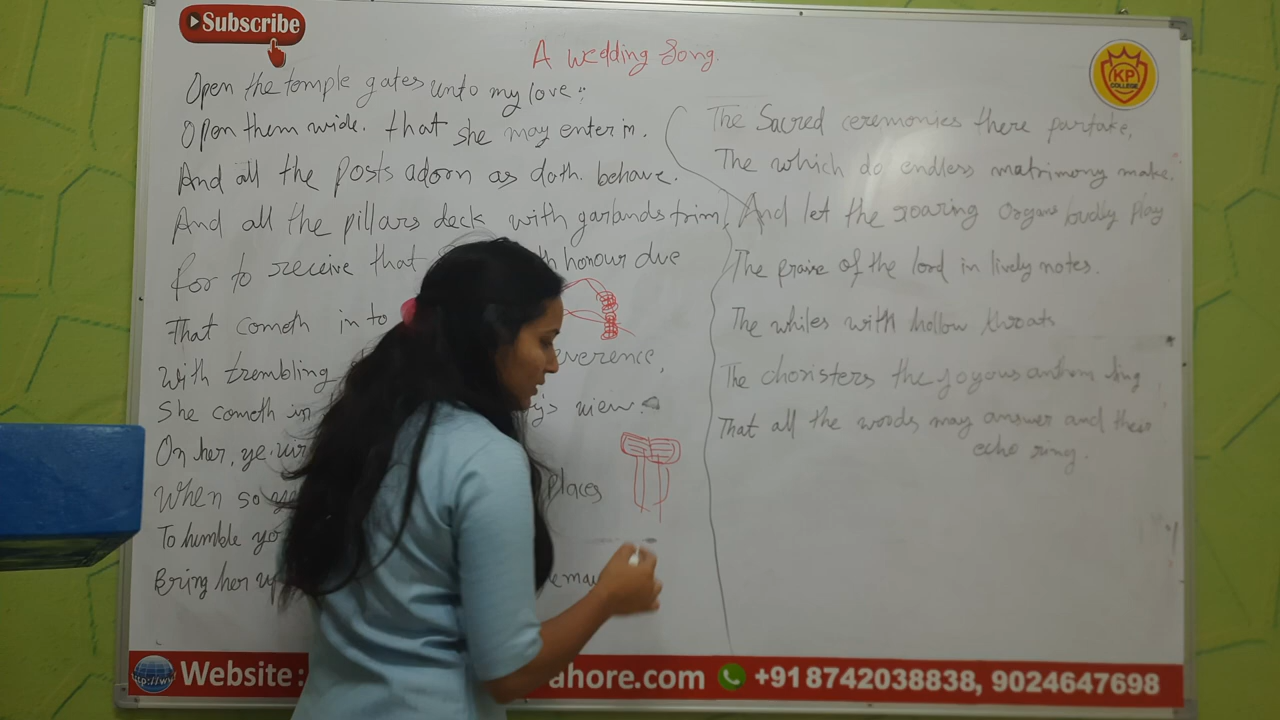 Subscribe
A wedding Song.
KP
COLLEGE
Open the temple gates unto my love:
Open them wide. that she may enter in.
And all the posts adorn as doth. behove.
And all the pillars deck with garlands trim,
For to receive that honour due
That cometh in to
with trembling everence,
She cometh in view.
On her, ye
When so places
To humble
Bring her
The Sacred ceremonies there partake,
The which do endless matrimony make.
And let the roaring Organs loudly Play
The praise of the lord in lively notes.
The whiles with hollow throats
The choristers the joyous anthem sing
That all the woods may answer and their
echo ring.
Website: ahore.com +91 8742038838, 9024647698